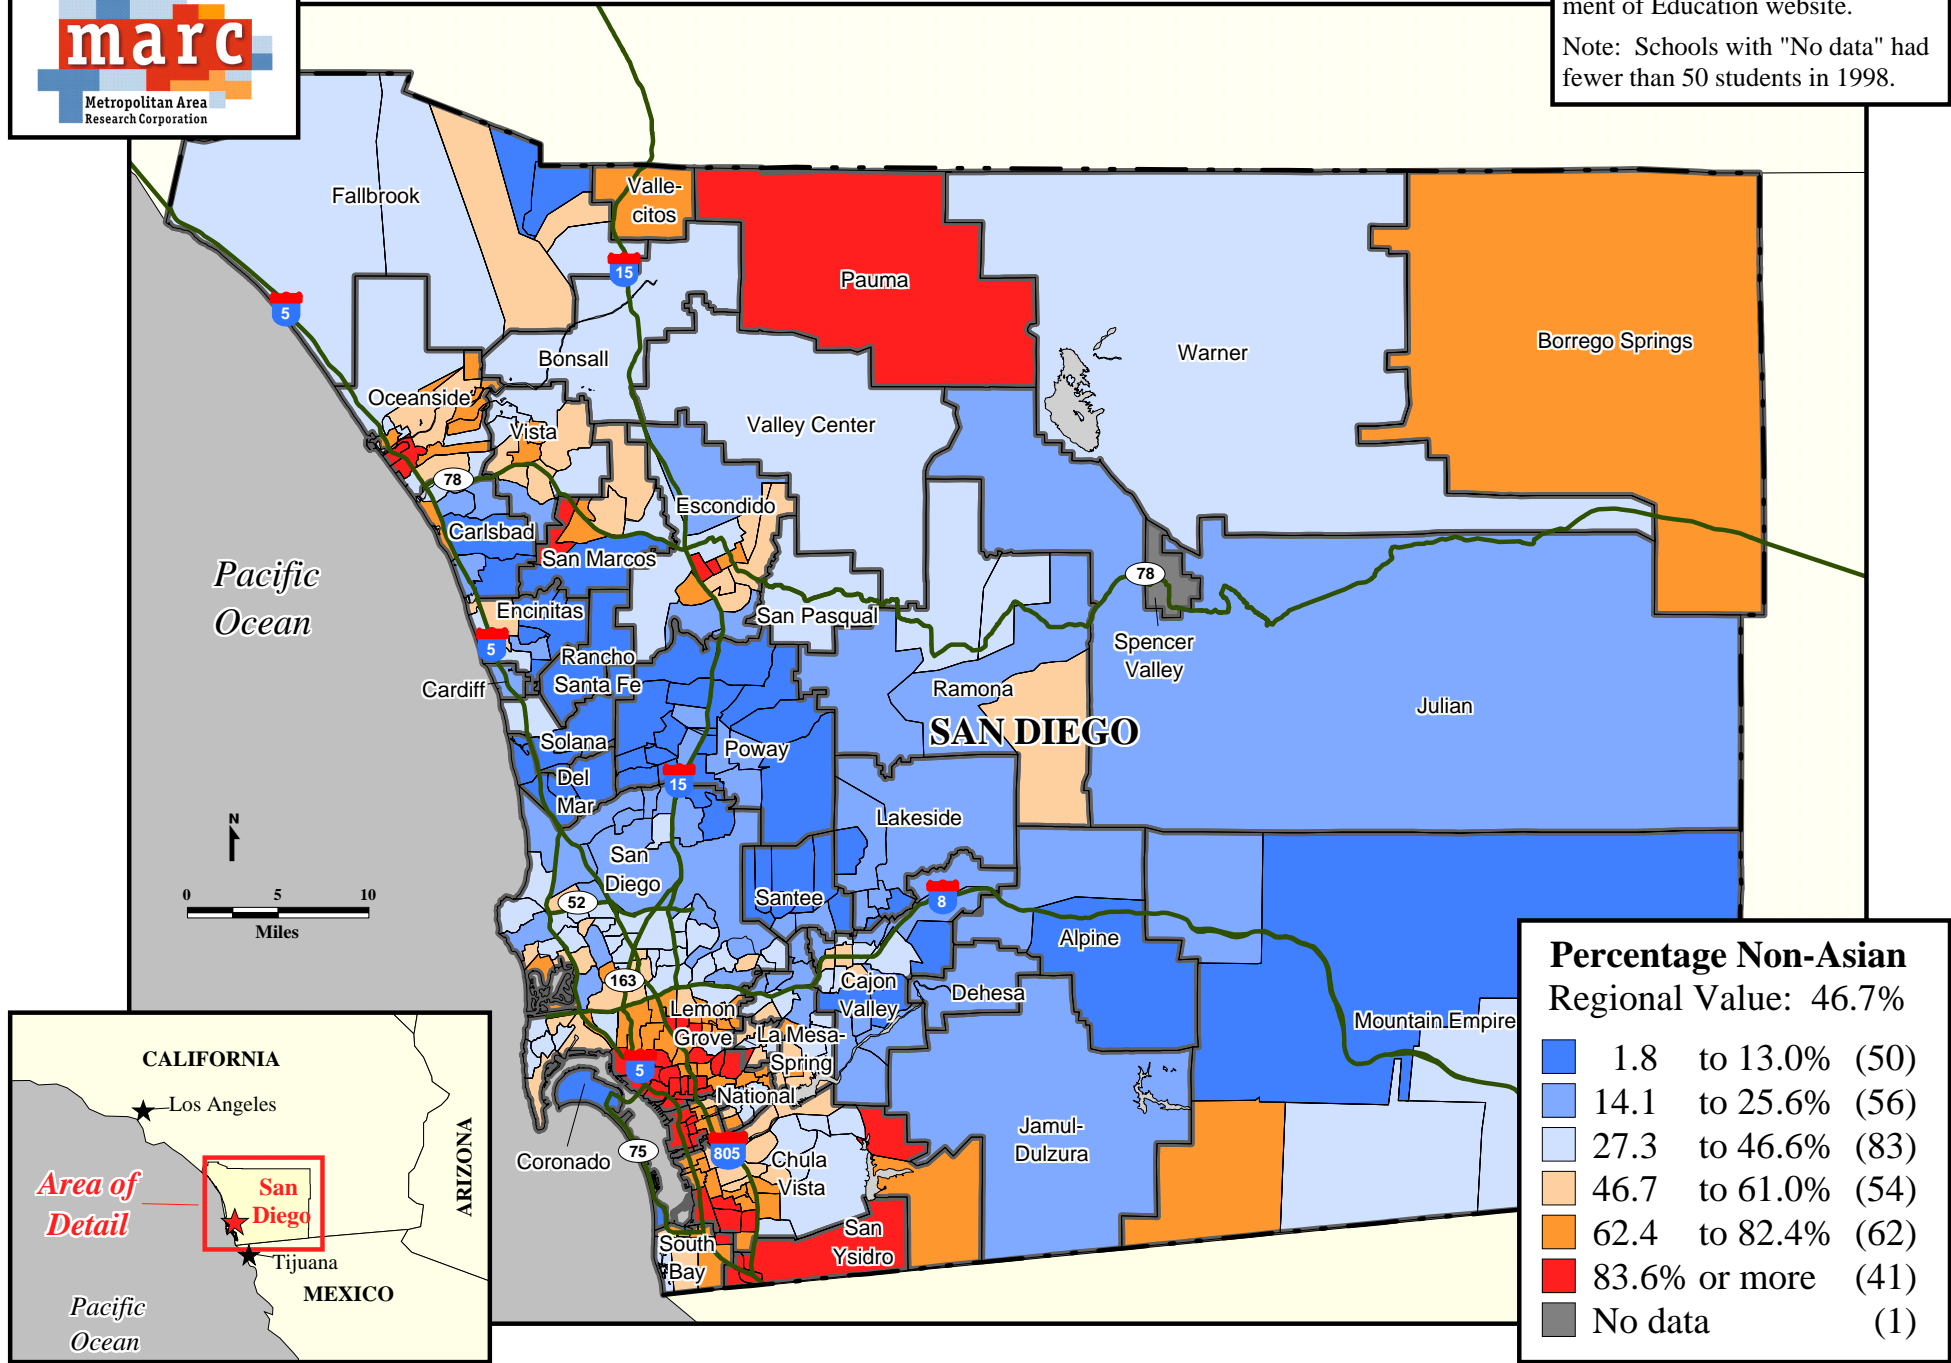 marc
Metropolitan Area
Research Corporation
ment of Education website.
Note: Schools with "No data" had
fewer than 50 students in 1998.
Fallbrook
Valle-
citos
15
Pauma
5
Warner
Borrego Springs
Bonsall
Oceanside
Vista
Valley Center
78
Escondido
Carlsbad
San Marcos
Pacific
Ocean
78
Encinitas
San Pasqual
5
Rancho
Santa Fe
Spencer
Valley
Cardiff
Ramona
SAN DIEGO
Julian
Solana
Poway
Del
Mar
15
Lakeside
N
San
Diego
0 5 10
Miles
52
Santee
8
Alpine
163
Cajon
Valley
Dehesa
Lemon
Grove
La Mesa-
Spring
Mountain Empire
5
National
Coronado
75
805
Chula
Vista
Jamul-
Dulzura
San
Ysidro
South
Bay
CALIFORNIA
Los Angeles
ARIZONA
Area of
Detail
San
Diego
Tijuana
MEXICO
Pacific
Ocean
Percentage Non-Asian
Regional Value: 46.7%
1.8 to 13.0% (50)
14.1 to 25.6% (56)
27.3 to 46.6% (83)
46.7 to 61.0% (54)
62.4 to 82.4% (62)
83.6% or more (41)
No data (1)